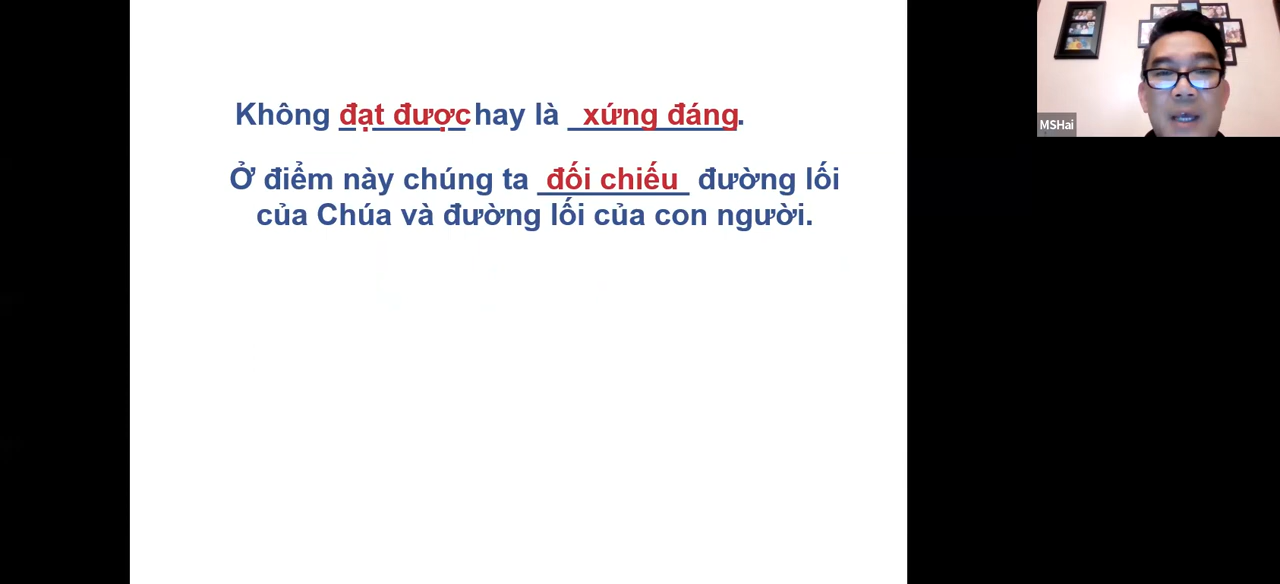 Không đạt được hay là xứng đáng.
Ở điểm này chúng ta đối chiếu đường lối
của Chúa và đường lối của con người.
MSHai